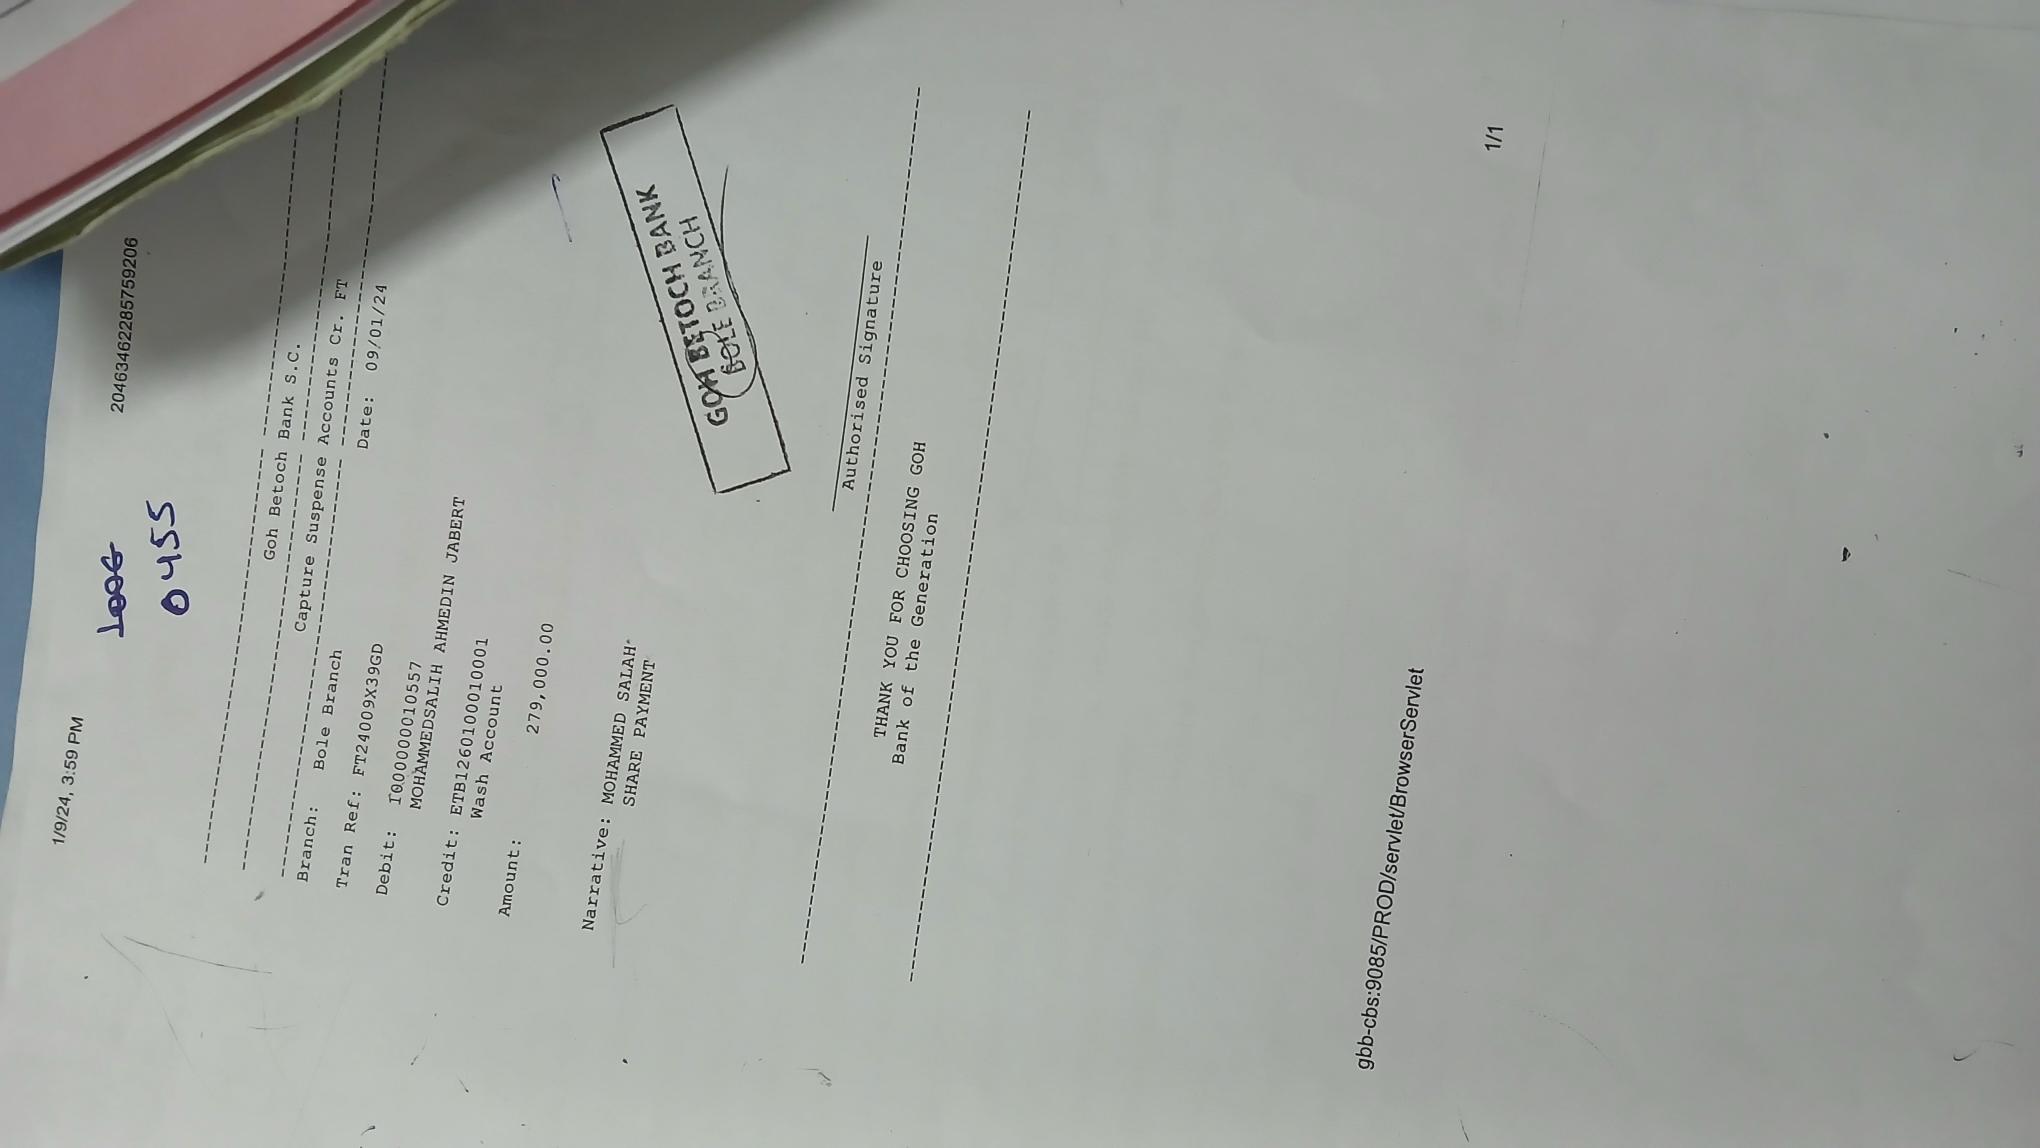 1/9/24, 3:59 PM
20463462285759206
1006
0455
Goh Betoch Bank S.C.
Capture Suspense Accounts Cr. FT
Branch: Bole Branch
Date: 09/01/24
Tran Ref: FT24009X39GD
Debit: 1000000010557
MOHAMMEDSALIH AHMEDIN JABERT
Credit: ETB1260100010001
Wash Account
Amount: 279,000.00
Narrative: MOHAMMED SALAH
SHARE PAYMENT
GOH BETOCH BANK
BOLE BRANCH
Authorised Signature
THANK YOU FOR CHOOSING GOH
Bank of the Generation
gbb-cbs:9085/PROD/servlet/BrowserServlet
1/1